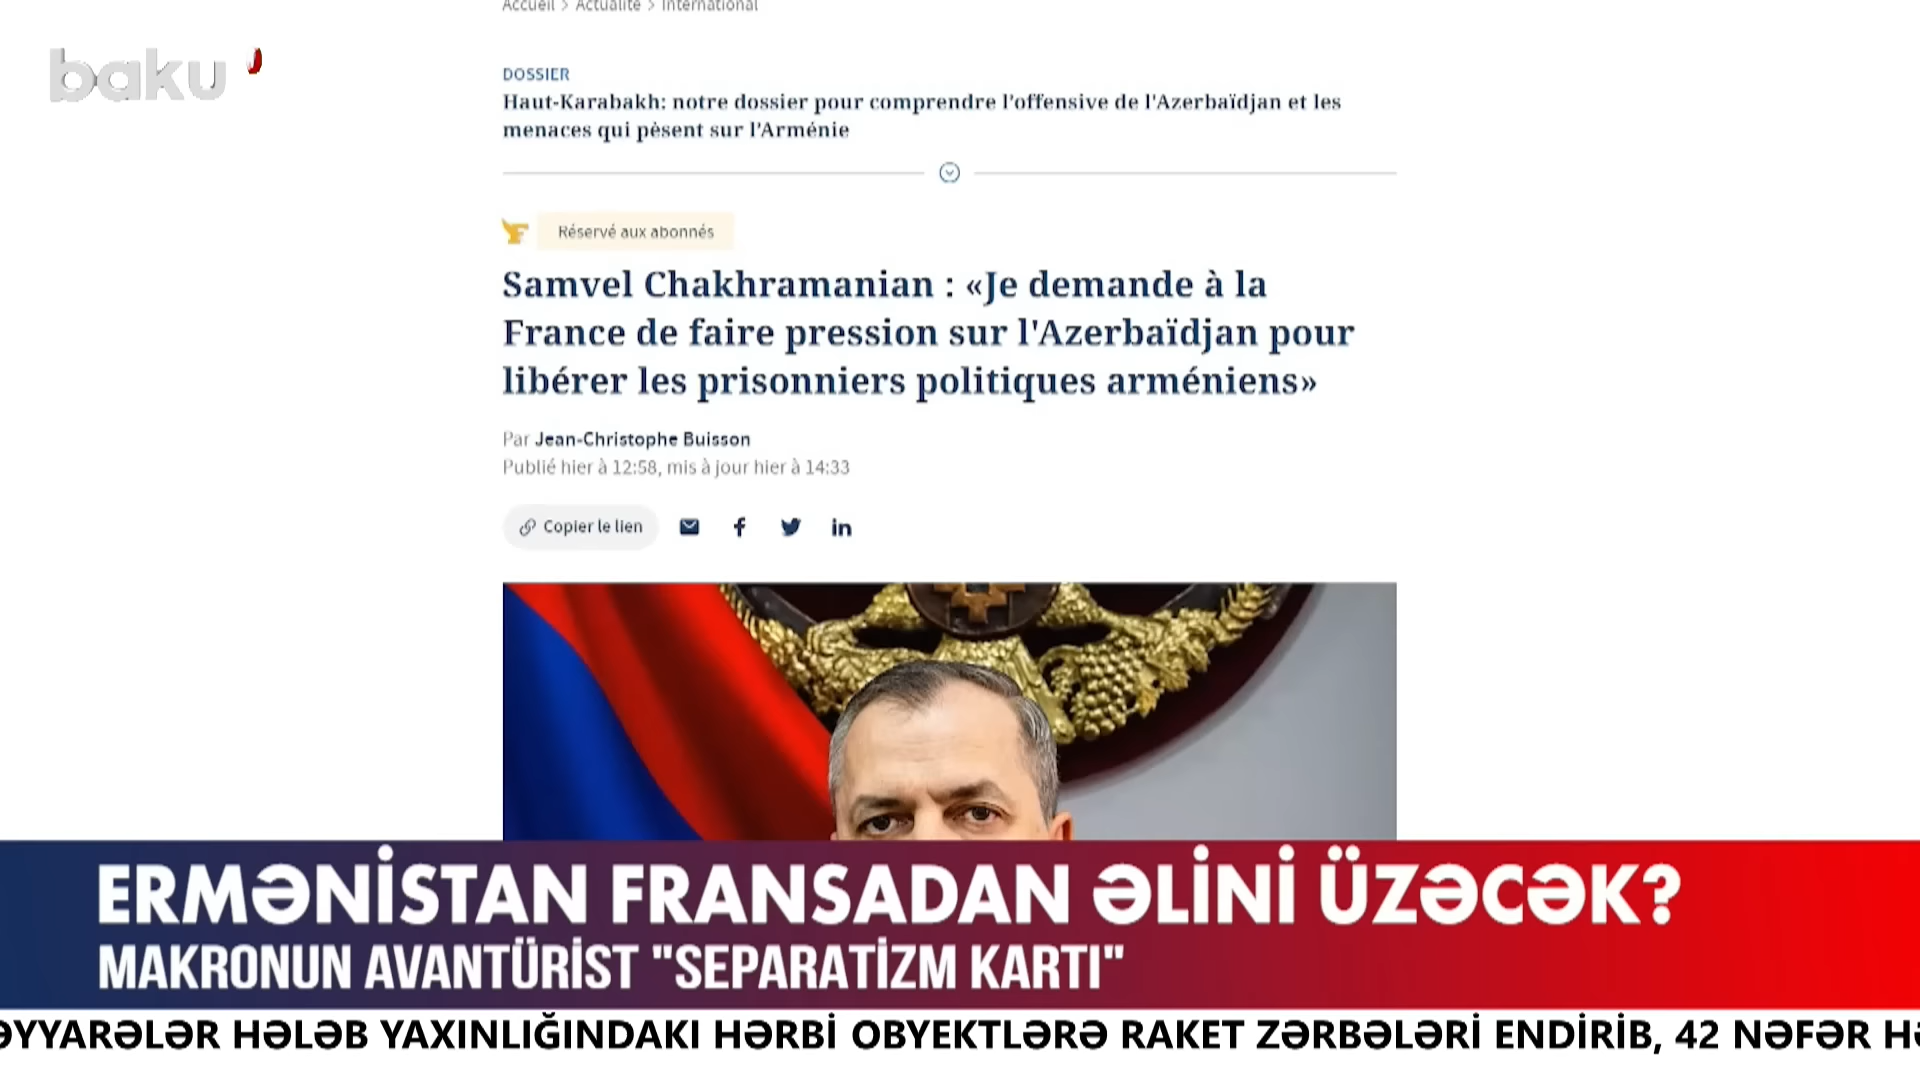 Accueil > Actualité > International
baku
DOSSIER
Haut-Karabakh: notre dossier pour comprendre l'offensive de l'Azerbaïdjan et les
menaces qui pèsent sur l'Arménie
Réservé aux abonnés
Samvel Chakhramanian : «Je demande à la
France de faire pression sur l'Azerbaïdjan pour
libérer les prisonniers politiques arméniens»
Par Jean-Christophe Buisson
Publié hier à 12:58, mis à jour hier à 14:33
Copier le lien
ERMƏNİSTAN FRANSADAN ƏLİNİ ÜZƏCƏK?
MAKRONUN AVANTÜRİST "SEPARATİZM KARTI"
ƏYYARƏLƏR HƏLƏB YAXINLIĞINDAKI HƏRBİ OBYEKTLƏRƏ RAKET ZƏRBƏLƏRİ ENDİRİB, 42 NƏFƏR